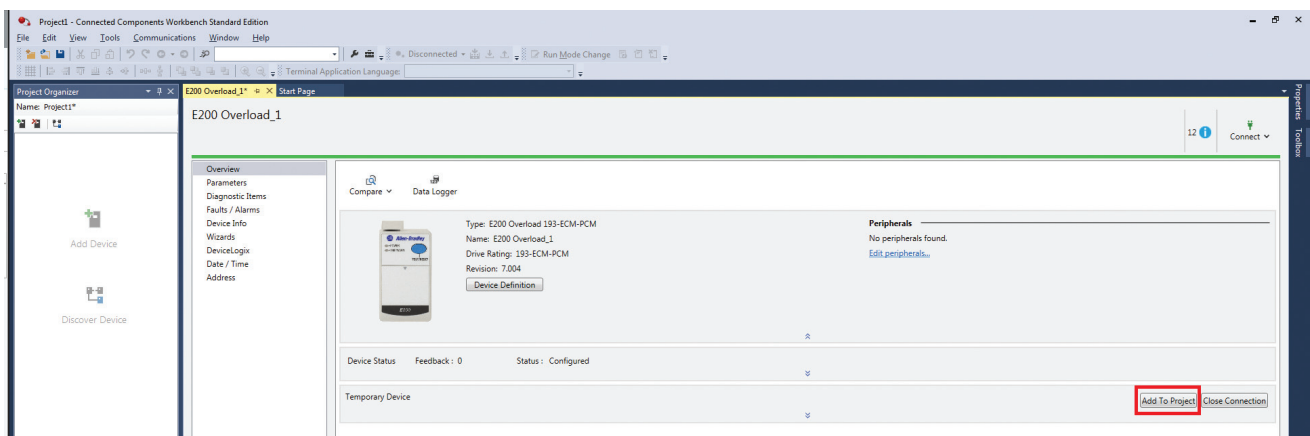 Project1 - Connected Components Workbench Standard Edition
File Edit View Tools Communications Window Help
Disconnected Run Mode Change
Terminal Application Language:
Project Organizer
E200 Overload_1* Start Page
Properties
Toolbox
Name: Project1*
E200 Overload_1
12
Connect
Add Device
Discover Device
Overview
Parameters
Diagnostic Items
Faults / Alarms
Device Info
Wizards
DeviceLogix
Date / Time
Address
Compare Data Logger
Allen-Bradley
Type: E200 Overload 193-ECM-PCM
Name: E200 Overload_1
Drive Rating: 193-ECM-PCM
Revision: 7.004
Device Definition
Peripherals
No peripherals found.
Edit peripherals...
Device Status Feedback : 0 Status : Configured
Temporary Device
Add To Project Close Connection